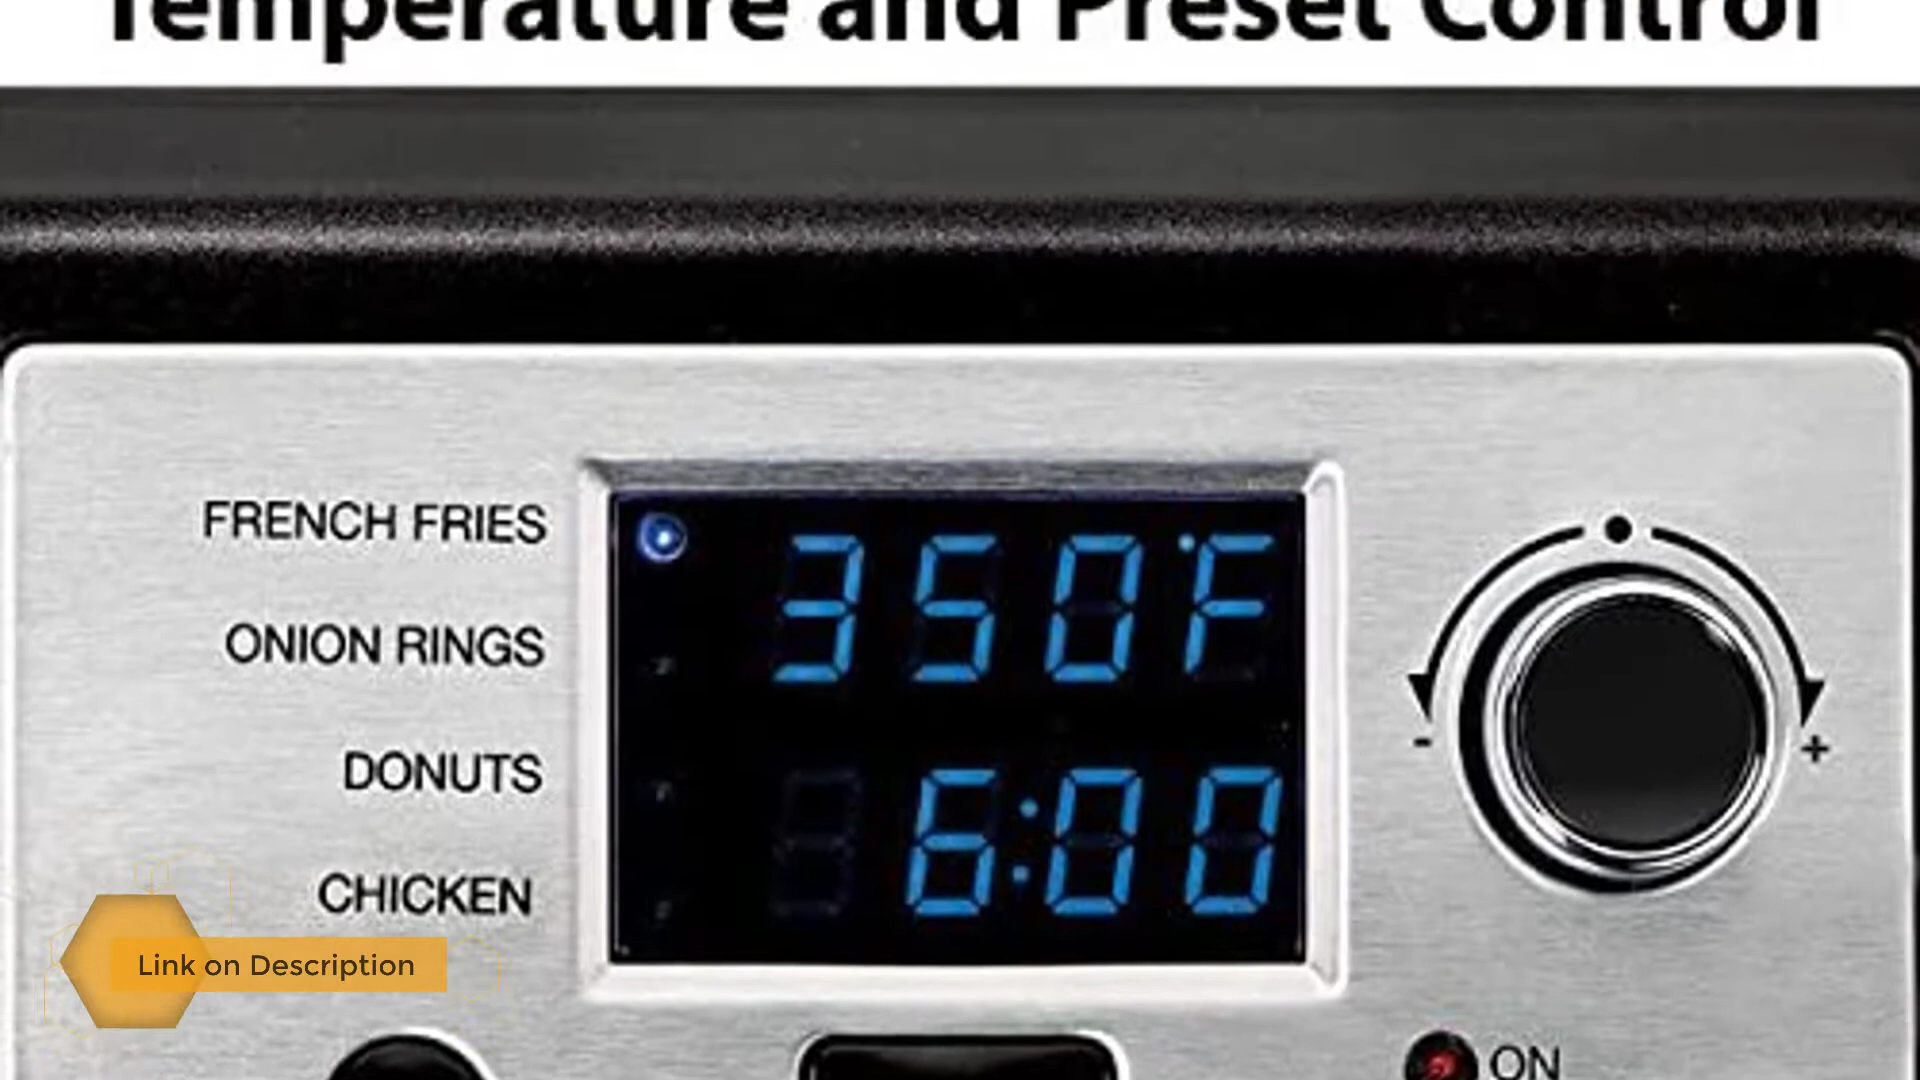 Temperature and Preset Control
FRENCH FRIES
350°F
ONION RINGS
DONUTS
6:00
CHICKEN
- +
Link on Description
ON